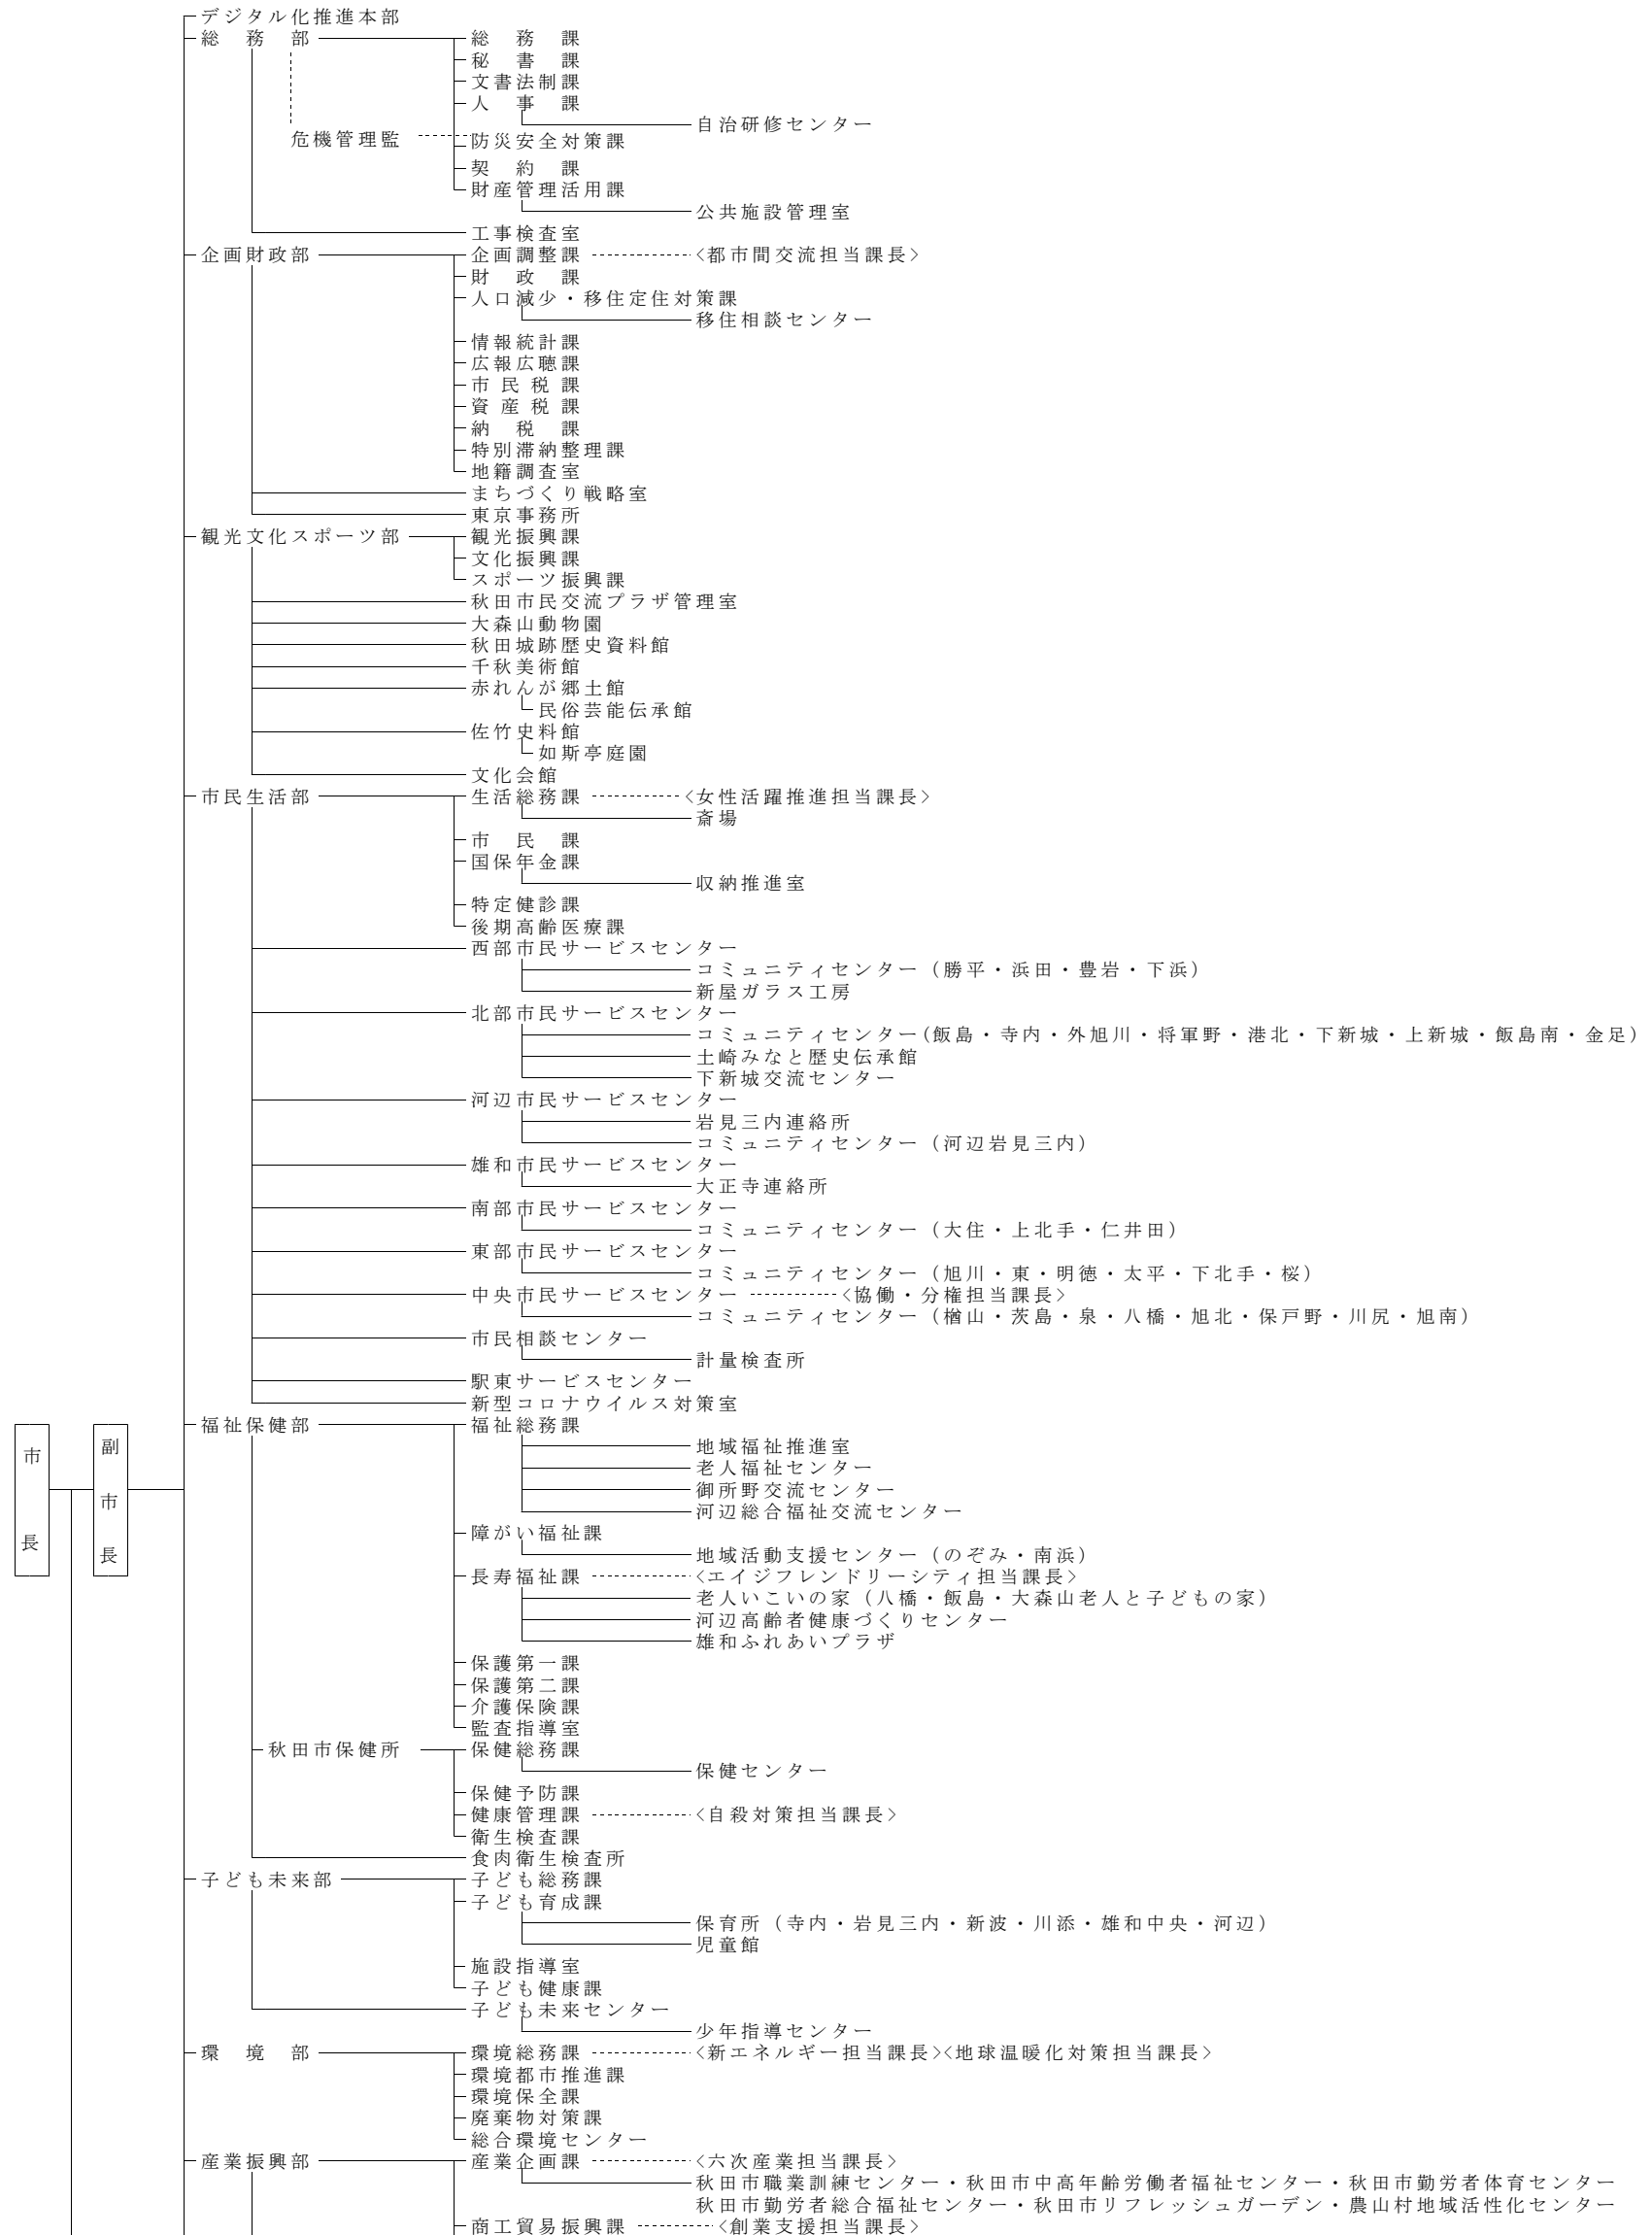 デジタル化推進本部
総務部 総務課
秘書課
文書法制課
人事課
自治研修センター
危機管理監 防災安全対策課
契約課
財産管理活用課
公共施設管理室
工事検査室
企画財政部 企画調整課 <都市間交流担当課長>
財政課
人口減少・移住定住対策課
移住相談センター
情報統計課
広報広聴課
市民税課
資産税課
納税課
特別滞納整理課
地籍調査室
まちづくり戦略室
東京事務所
観光文化スポーツ部 観光振興課
文化振興課
スポーツ振興課
秋田市民交流プラザ管理室
大森山動物園
秋田城跡歴史資料館
千秋美術館
赤れんが郷土館
民俗芸能伝承館
佐竹史料館
如斯亭庭園
文化会館
市民生活部 生活総務課 <女性活躍推進担当課長>
斎場
市民課
国保年金課
収納推進室
特定健診課
後期高齢医療課
西部市民サービスセンター
コミュニティセンター（勝平・浜田・豊岩・下浜）
新屋ガラス工房
北部市民サービスセンター
コミュニティセンター(飯島・寺内・外旭川・将軍野・港北・下新城・上新城・飯島南・金足)
土崎みなと歴史伝承館
下新城交流センター
河辺市民サービスセンター
岩見三内連絡所
コミュニティセンター（河辺岩見三内）
雄和市民サービスセンター
大正寺連絡所
南部市民サービスセンター
コミュニティセンター（大住・上北手・仁井田）
東部市民サービスセンター
コミュニティセンター（旭川・東・明徳・太平・下北手・桜）
中央市民サービスセンター <協働・分権担当課長>
コミュニティセンター（楢山・茨島・泉・八橋・旭北・保戸野・川尻・旭南）
市民相談センター
計量検査所
駅東サービスセンター
新型コロナウイルス対策室
市長 副市長 福祉保健部 福祉総務課
地域福祉推進室
老人福祉センター
御所野交流センター
河辺総合福祉交流センター
障がい福祉課
地域活動支援センター（のぞみ・南浜）
長寿福祉課 <エイジフレンドリーシティ担当課長>
老人いこいの家（八橋・飯島・大森山老人と子どもの家）
河辺高齢者健康づくりセンター
雄和ふれあいプラザ
保護第一課
保護第二課
介護保険課
監査指導室
秋田市保健所 保健総務課
保健センター
保健予防課
健康管理課 <自殺対策担当課長>
衛生検査課
食肉衛生検査所
子ども未来部 子ども総務課
子ども育成課
保育所（寺内・岩見三内・新波・川添・雄和中央・河辺）
児童館
施設指導室
子ども健康課
子ども未来センター
少年指導センター
環境部 環境総務課 <新エネルギー担当課長><地球温暖化対策担当課長>
環境都市推進課
環境保全課
廃棄物対策課
総合環境センター
産業振興部 産業企画課 <六次産業担当課長>
秋田市職業訓練センター・秋田市中高年齢労働者福祉センター・秋田市勤労者体育センター
秋田市勤労者総合福祉センター・秋田市リフレッシュガーデン・農山村地域活性化センター
商工貿易振興課 <創業支援担当課長>